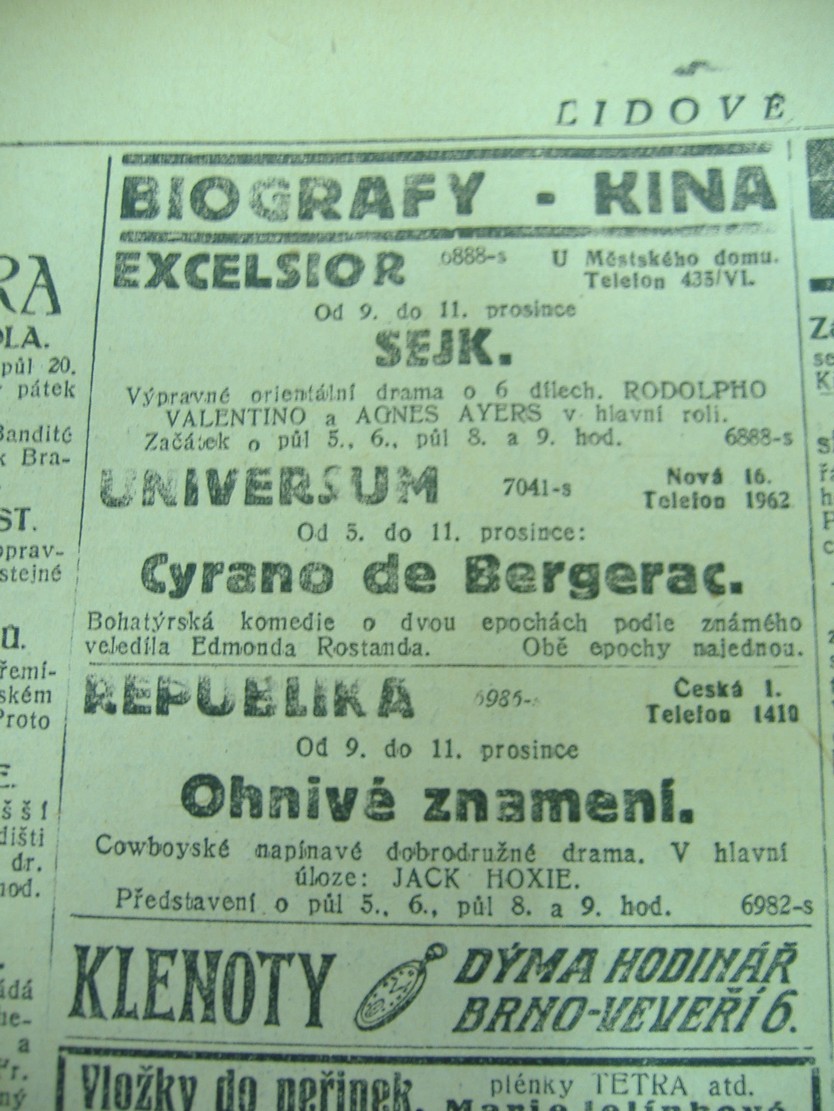 LIDOVÉ
BIOGRAFY - KINA
EXCELSIOR 6888-s U Městského domu.
Telefon 435/VI.
Od 9. do 11. prosince
SEJK.
Výpravné orientální drama o 6 dílech. RODOLPHO
VALENTINO a AGNES AYERS v hlavní roli.
Začátek o půl 5., 6., půl 8. a 9. hod. 6888-s
UNIVERSUM 7041-s Nová 16.
Telefon 1962
Od 5. do 11. prosince:
Cyrano de Bergerac.
Bohatýrská komedie o dvou epochách podle známého
veledíla Edmonda Rostanda. Obě epochy najednou.
REPUBLIKA Česká 1.
Telefon 1410
Od 9. do 11. prosince
Ohnivé znamení.
Cowboyské napínavé dobrodružné drama. V hlavní
úloze: JACK HOXIE.
Představení o půl 5., 6., půl 8. a 9. hod. 6982-s
KLENOTY DÝMA HODINÁŘ
BRNO-VEVEŘÍ 6.
Vložky do peřinek, plénky TETRA atd.
půl 20.
pátek
Bandité
stejné